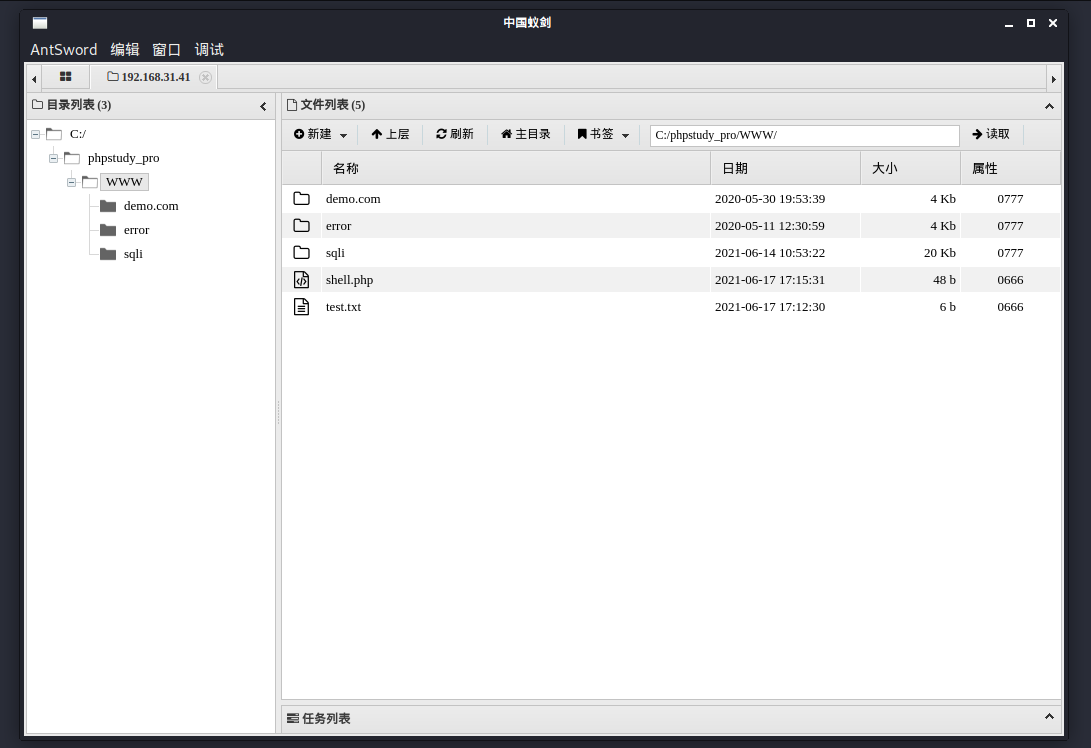 中国蚁剑
AntSword 编辑 窗口 调试
192.168.31.41
目录列表 (3)
C:/
phpstudy_pro
WWW
demo.com
error
sqli
文件列表 (5)
新建 上层 刷新 主目录 书签 C:/phpstudy_pro/WWW/ 读取
名称 日期 大小 属性
demo.com 2020-05-30 19:53:39 4 Kb 0777
error 2020-05-11 12:30:59 4 Kb 0777
sqli 2021-06-14 10:53:22 20 Kb 0777
shell.php 2021-06-17 17:15:31 48 b 0666
test.txt 2021-06-17 17:12:30 6 b 0666
任务列表